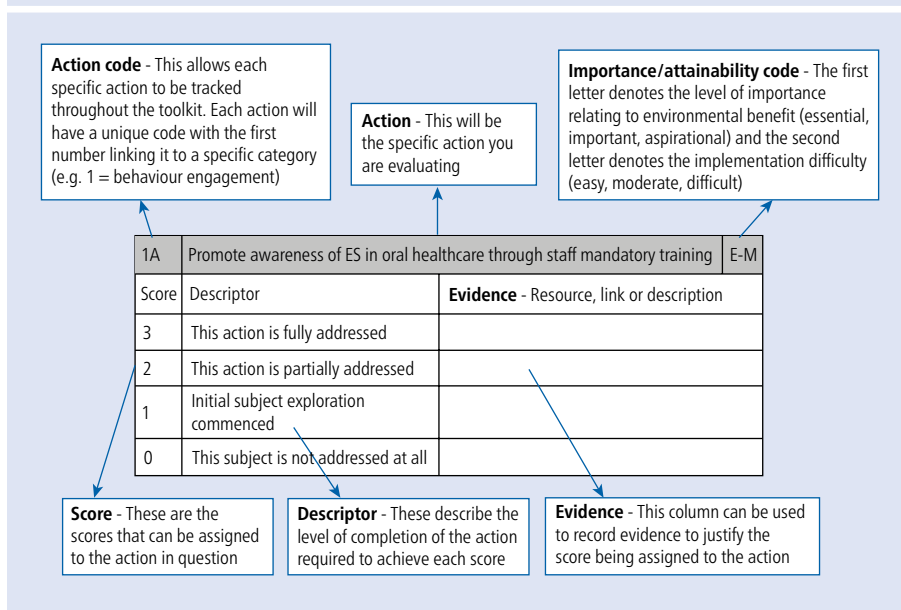 Action code - This allows each
specific action to be tracked
throughout the toolkit. Each action will
have a unique code with the first
number linking it to a specific category
(e.g. 1 = behaviour engagement)
Action - This will be
the specific action you
are evaluating
Importance/attainability code - The first
letter denotes the level of importance
relating to environmental benefit (essential,
important, aspirational) and the second
letter denotes the implementation difficulty
(easy, moderate, difficult)
1A Promote awareness of ES in oral healthcare through staff mandatory training E-M
Score Descriptor Evidence - Resource, link or description
3 This action is fully addressed
2 This action is partially addressed
1 Initial subject exploration
commenced
0 This subject is not addressed at all
Score - These are the
scores that can be assigned
to the action in question
Descriptor - These describe the
level of completion of the action
required to achieve each score
Evidence - This column can be used
to record evidence to justify the
score being assigned to the action